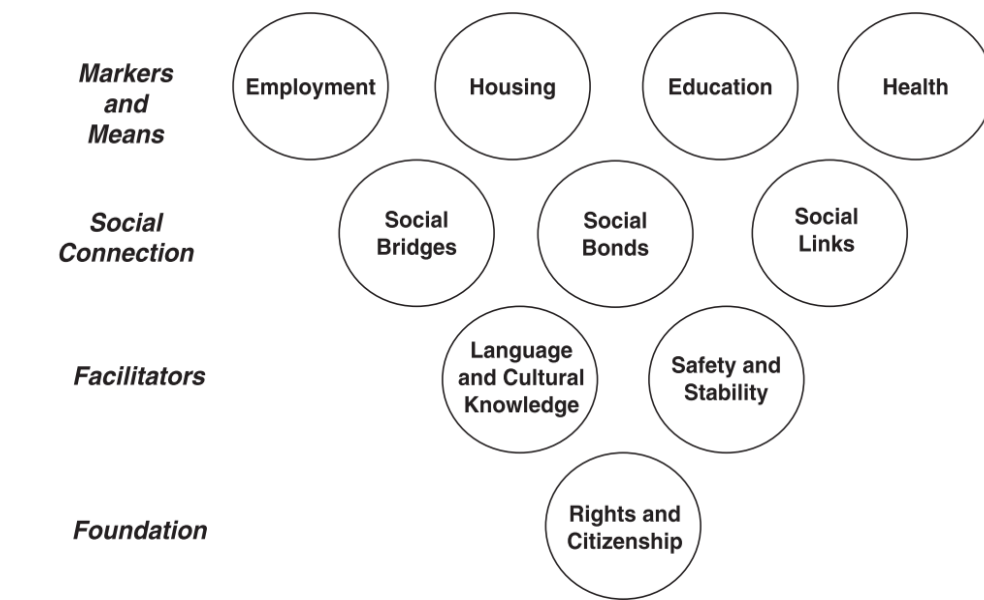 Markers
and
Means
Employment
Housing
Education
Health
Social
Connection
Social
Bridges
Social
Bonds
Social
Links
Facilitators
Language
and Cultural
Knowledge
Safety and
Stability
Foundation
Rights and
Citizenship